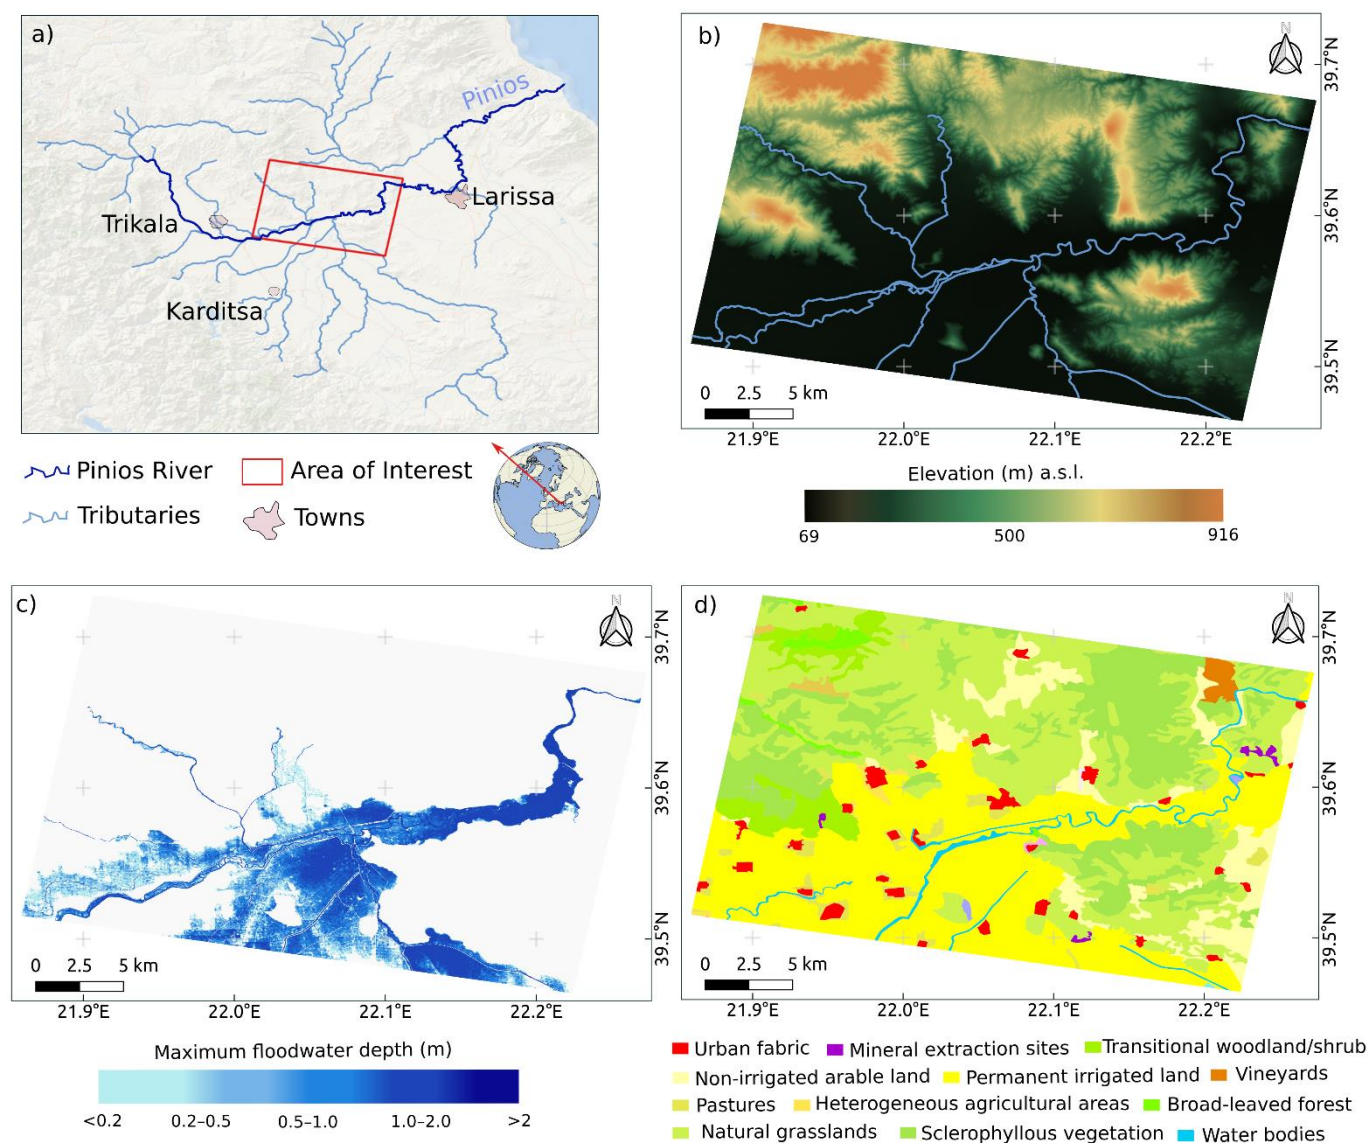 a)
Pinios
Trikala
Larissa
Karditsa
Pinios River
Area of Interest
Tributaries
Towns
b)
N
39.7°N
39.6°N
39.5°N
0 2.5 5 km
21.9°E 22.0°E 22.1°E 22.2°E
Elevation (m) a.s.l.
69 500 916
c)
N
39.7°N
39.6°N
39.5°N
0 2.5 5 km
21.9°E 22.0°E 22.1°E 22.2°E
Maximum floodwater depth (m)
<0.2 0.2–0.5 0.5–1.0 1.0–2.0 >2
d)
N
39.7°N
39.6°N
39.5°N
0 2.5 5 km
21.9°E 22.0°E 22.1°E 22.2°E
Urban fabric Mineral extraction sites Transitional woodland/shrub
Non-irrigated arable land Permanent irrigated land Vineyards
Pastures Heterogeneous agricultural areas Broad-leaved forest
Natural grasslands Sclerophyllous vegetation Water bodies